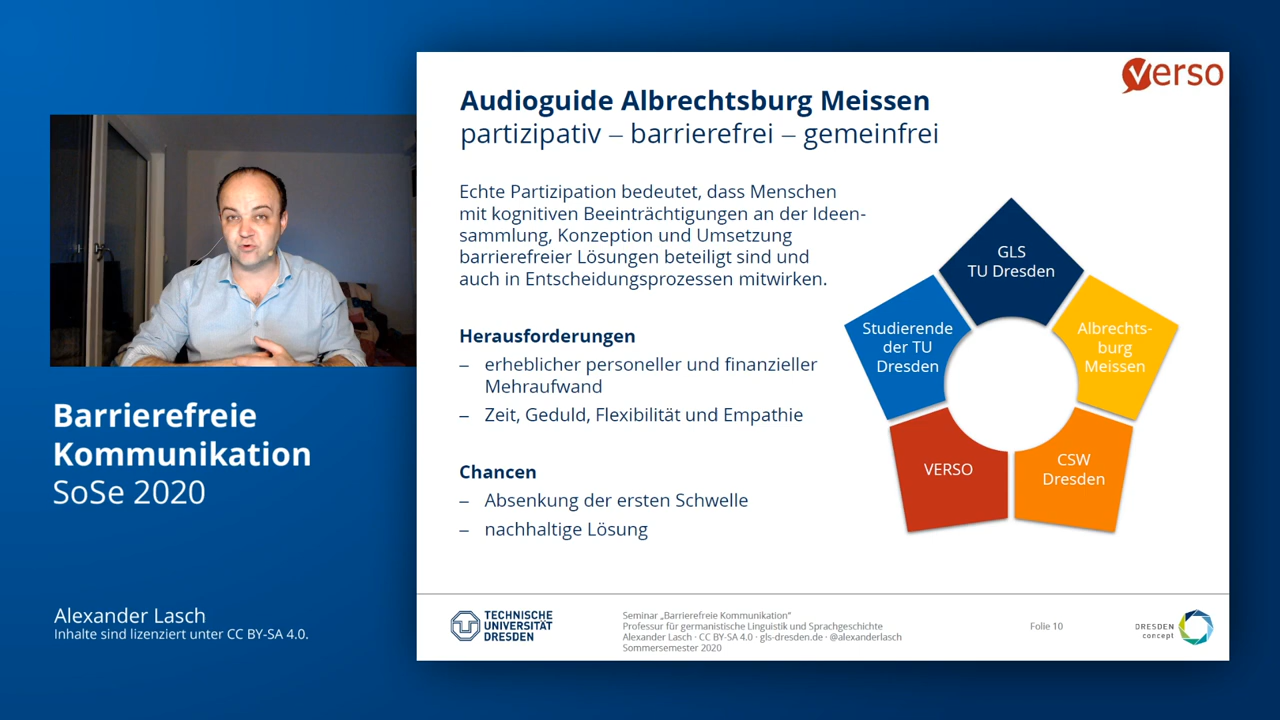 Barrierefreie
Kommunikation
SoSe 2020
Alexander Lasch
Inhalte sind lizenziert unter CC BY-SA 4.0.
verso
Audioguide Albrechtsburg Meissen
partizipativ – barrierefrei – gemeinfrei
Echte Partizipation bedeutet, dass Menschen
mit kognitiven Beeinträchtigungen an der Ideen-
sammlung, Konzeption und Umsetzung
barrierefreier Lösungen beteiligt sind und
auch in Entscheidungsprozessen mitwirken.
Herausforderungen
– erheblicher personeller und finanzieller
Mehraufwand
– Zeit, Geduld, Flexibilität und Empathie
Chancen
– Absenkung der ersten Schwelle
– nachhaltige Lösung
GLS
TU Dresden
Albrechts-
burg
Meissen
CSW
Dresden
VERSO
Studierende
der TU
Dresden
TECHNISCHE
UNIVERSITÄT
DRESDEN
Seminar „Barrierefreie Kommunikation“
Professur für germanistische Linguistik und Sprachgeschichte
Alexander Lasch · CC BY-SA 4.0 · gls-dresden.de · @alexanderlasch
Sommersemester 2020
Folie 10
DRESDEN
concept